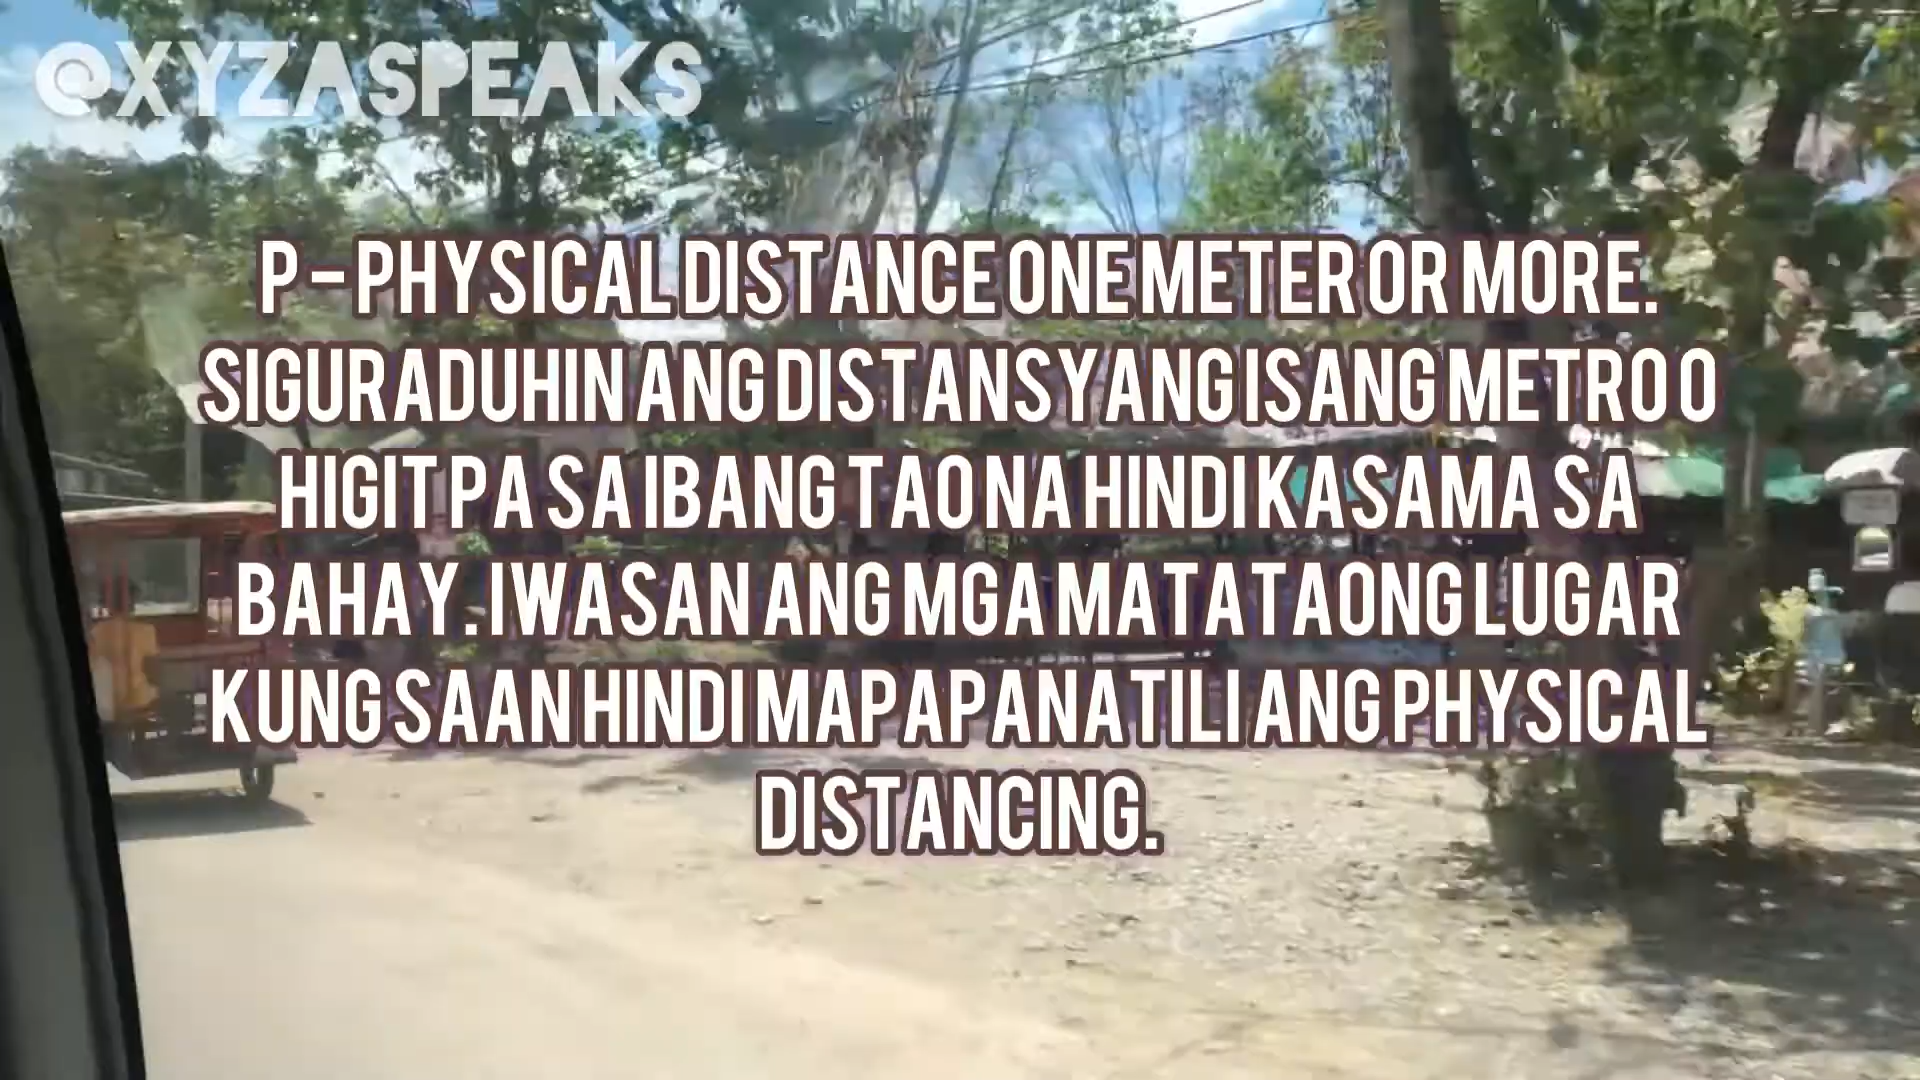 @XYZASPEAKS
P - PHYSICAL DISTANCE ONE METER OR MORE.
SIGURADUHIN ANG DISTANSYANG ISANG METRO O
HIGIT PA SA IBANG TAO NA HINDI KASAMA SA
BAHAY. IWASAN ANG MGA MATATAONG LUGAR
KUNG SAAN HINDI MAPAPANATILI ANG PHYSICAL
DISTANCING.